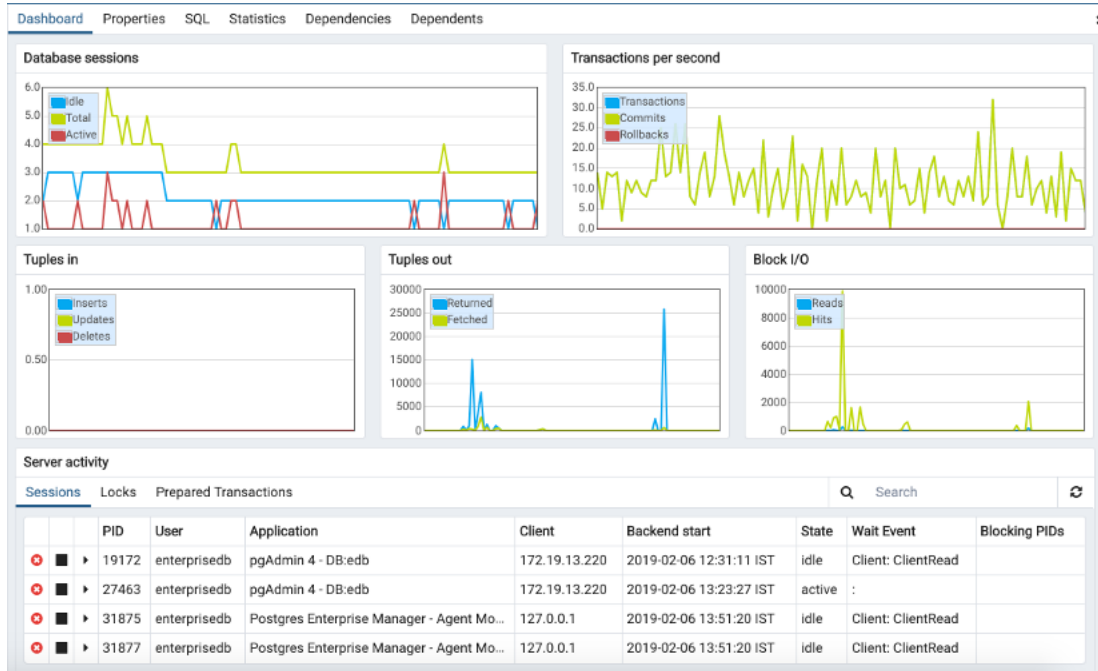 Dashboard Properties SQL Statistics Dependencies Dependents
Database sessions
6.0
5.0
4.0
3.0
2.0
1.0
Idle
Total
Active
Transactions per second
35.0
30.0
25.0
20.0
15.0
10.0
5.0
0.0
Transactions
Commits
Rollbacks
Tuples in
1.00
0.50
0.00
Inserts
Updates
Deletes
Tuples out
30000
25000
20000
15000
10000
5000
0
Returned
Fetched
Block I/O
10000
8000
6000
4000
2000
0
Reads
Hits
Server activity
Sessions Locks Prepared Transactions Search
PID User Application Client Backend start State Wait Event Blocking PIDs
19172 enterprisedb pgAdmin 4 - DB:edb 172.19.13.220 2019-02-06 12:31:11 IST idle Client: ClientRead
27463 enterprisedb pgAdmin 4 - DB:edb 172.19.13.220 2019-02-06 13:23:27 IST active :
31875 enterprisedb Postgres Enterprise Manager - Agent Mo... 127.0.0.1 2019-02-06 13:51:20 IST idle Client: ClientRead
31877 enterprisedb Postgres Enterprise Manager - Agent Mo... 127.0.0.1 2019-02-06 13:51:20 IST idle Client: ClientRead